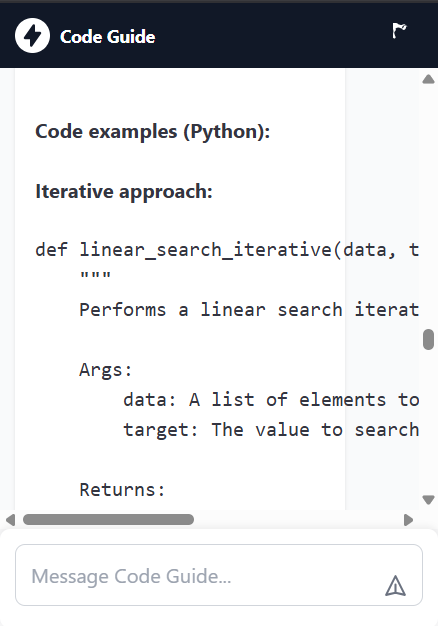 Code Guide
Code examples (Python):
Iterative approach:
def linear_search_iterative(data, t
    """
    Performs a linear search iterat
    Args:
        data: A list of elements to
        target: The value to search
    Returns:
Message Code Guide...